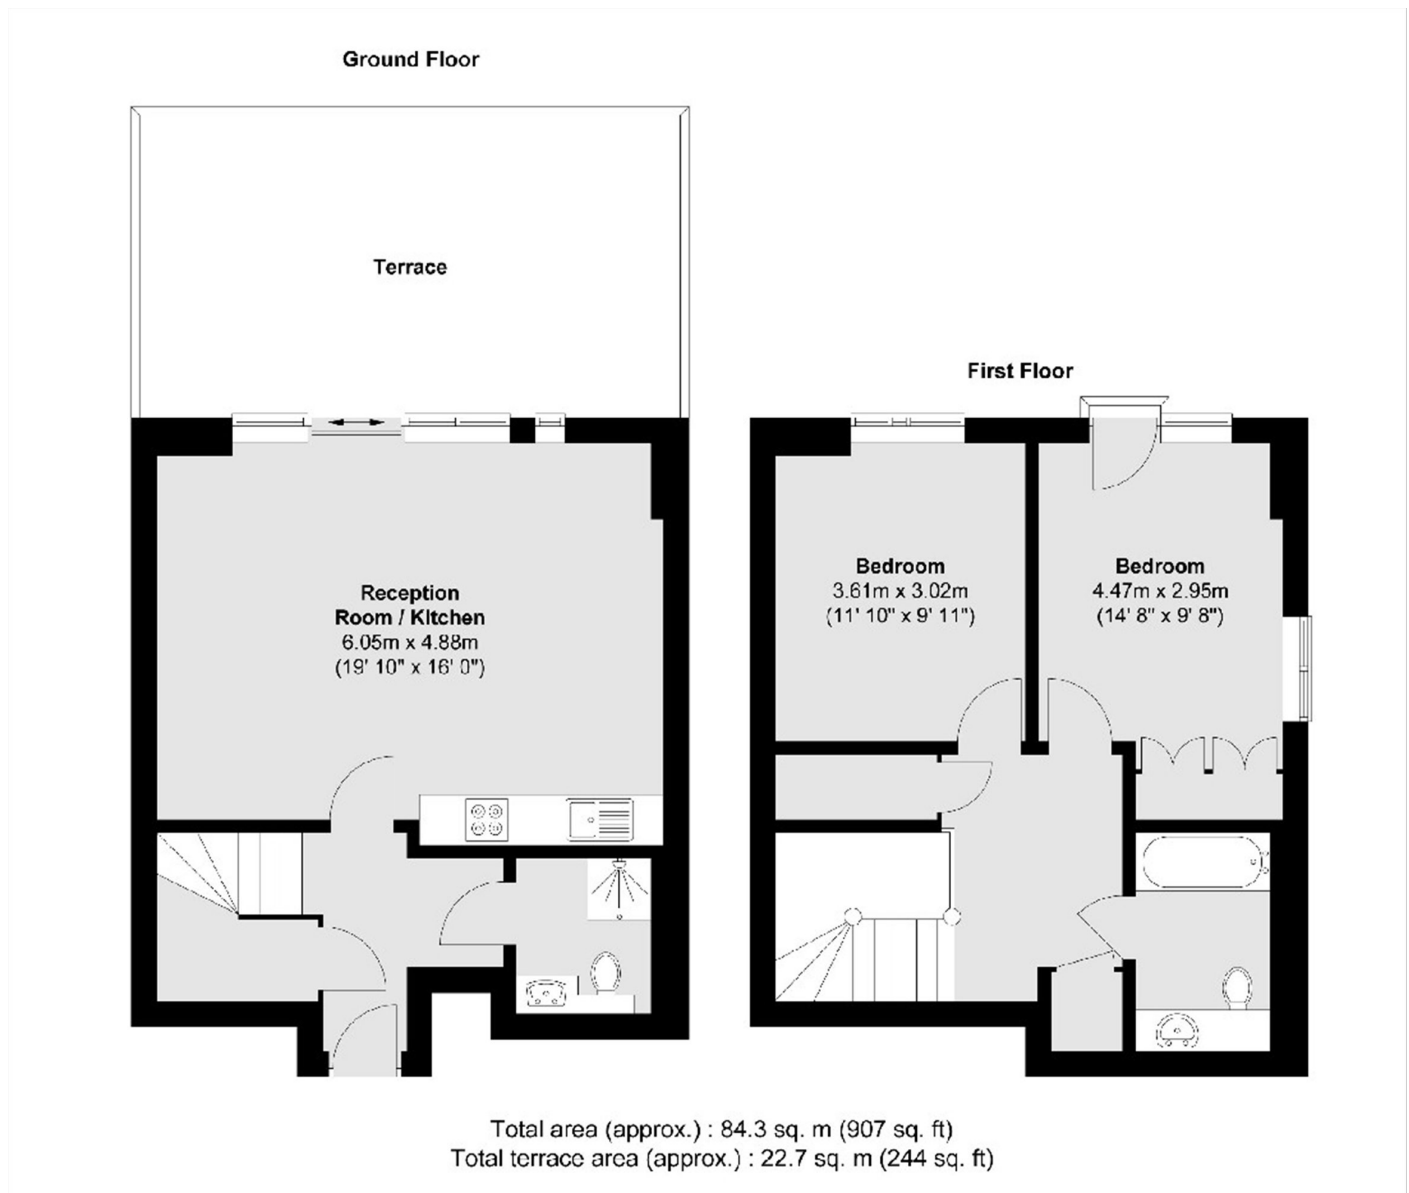 Ground Floor
Terrace
Reception
Room / Kitchen
6.05m x 4.88m
(19' 10" x 16' 0")
First Floor
Bedroom
3.61m x 3.02m
(11' 10" x 9' 11")
Bedroom
4.47m x 2.95m
(14' 8" x 9' 8")
Total area (approx.) : 84.3 sq. m (907 sq. ft)
Total terrace area (approx.) : 22.7 sq. m (244 sq. ft)